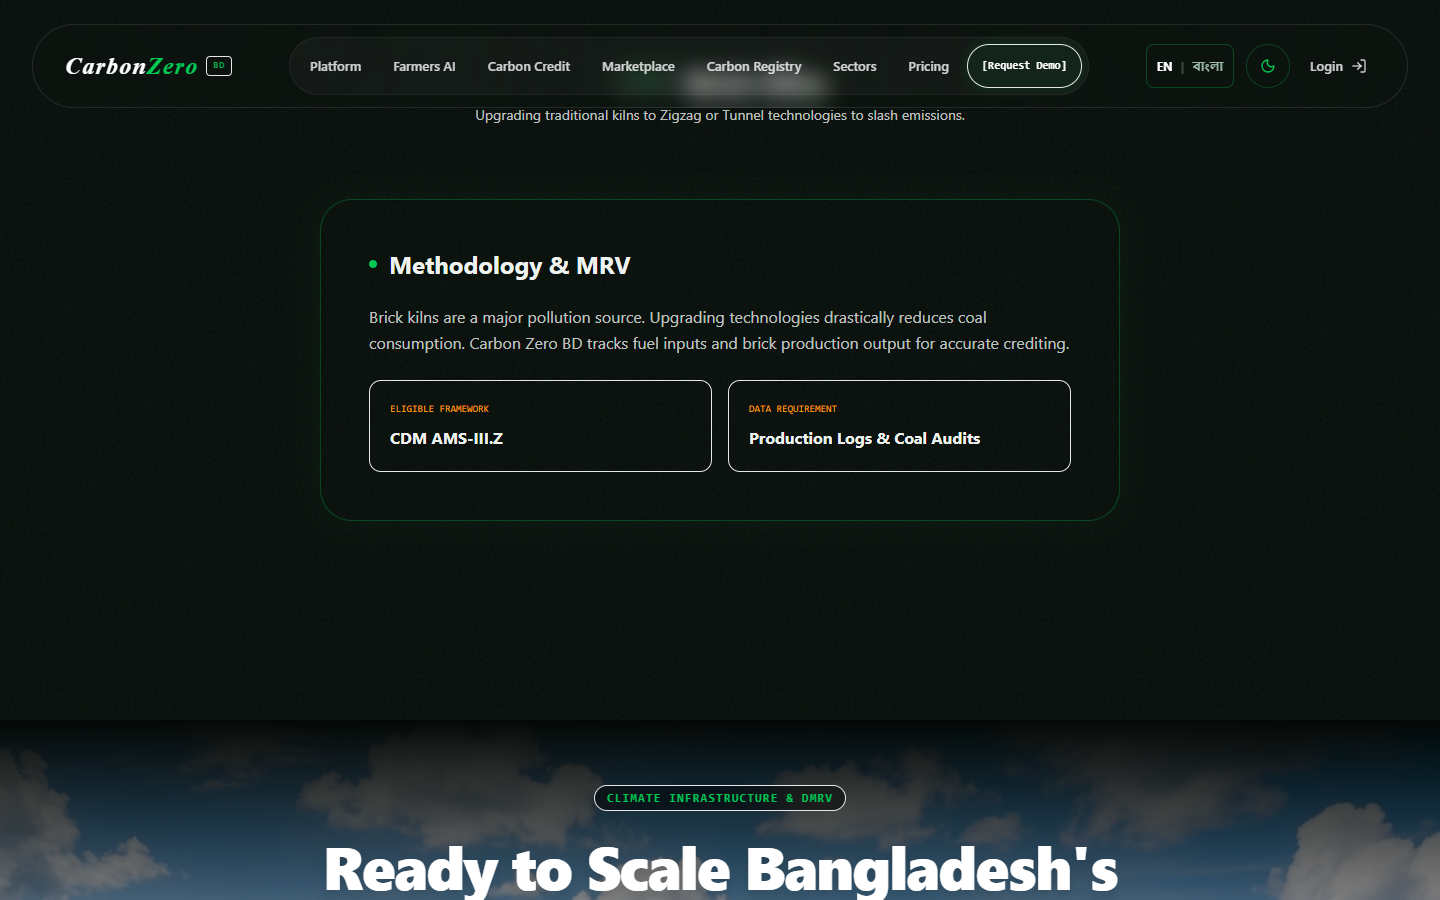 CarbonZero BD
Platform
Farmers AI
Carbon Credit
Marketplace
Carbon Registry
Sectors
Pricing
[Request Demo]
EN | বাংলা
Login
Upgrading traditional kilns to Zigzag or Tunnel technologies to slash emissions.
Methodology & MRV
Brick kilns are a major pollution source. Upgrading technologies drastically reduces coal
consumption. Carbon Zero BD tracks fuel inputs and brick production output for accurate crediting.
ELIGIBLE FRAMEWORK
CDM AMS-III.Z
DATA REQUIREMENT
Production Logs & Coal Audits
CLIMATE INFRASTRUCTURE & DMRV
Ready to Scale Bangladesh's